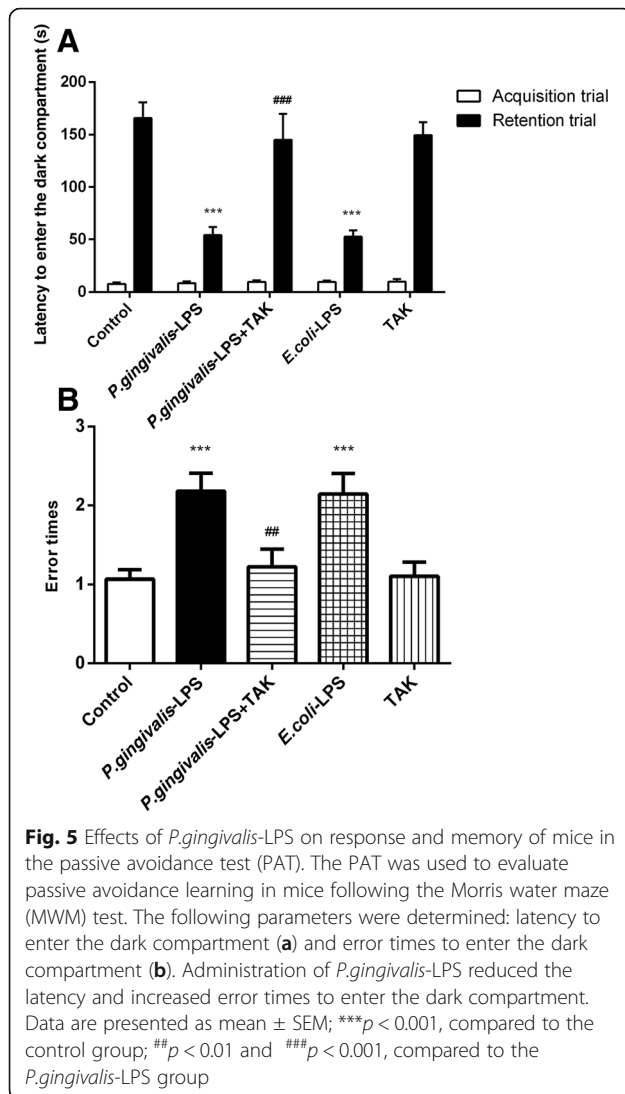 A
Latency to enter the dark compartment (s)
200
150
100
50
0
***
###
***
Acquisition trial
Retention trial
Control
P.gingivalis-LPS
P.gingivalis-LPS+TAK
E.coli-LPS
TAK
B
Error times
3
2
1
0
***
##
***
Control
P.gingivalis-LPS
P.gingivalis-LPS+TAK
E.coli-LPS
TAK
Fig. 5 Effects of P.gingivalis-LPS on response and memory of mice in
the passive avoidance test (PAT). The PAT was used to evaluate
passive avoidance learning in mice following the Morris water maze
(MWM) test. The following parameters were determined: latency to
enter the dark compartment (a) and error times to enter the dark
compartment (b). Administration of P.gingivalis-LPS reduced the
latency and increased error times to enter the dark compartment.
Data are presented as mean ± SEM; ***p < 0.001, compared to the
control group; ##p < 0.01 and ###p < 0.001, compared to the
P.gingivalis-LPS group